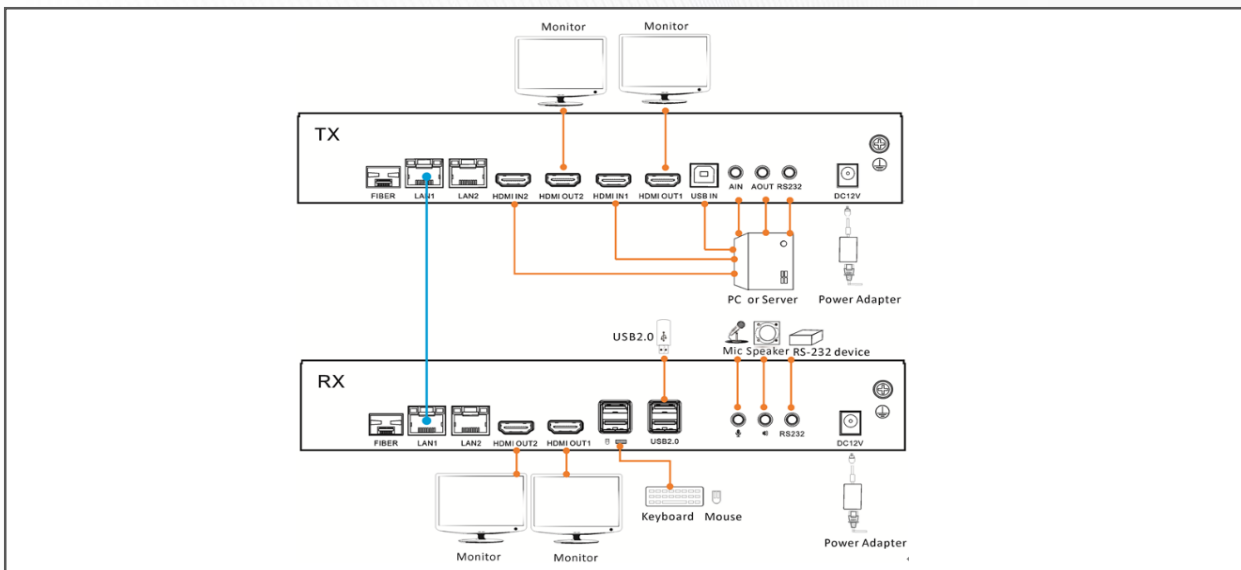 Monitor Monitor
TX
FIBER LAN1 LAN2 HDMI IN2 HDMI OUT2 HDMI IN1 HDMI OUT1 USB IN AIN AOUT RS232 DC12V
PC or Server Power Adapter
USB2.0
Mic Speaker RS-232 device
RX
FIBER LAN1 LAN2 HDMI OUT2 HDMI OUT1 USB2.0 RS232 DC12V
Keyboard Mouse
Power Adapter
Monitor Monitor